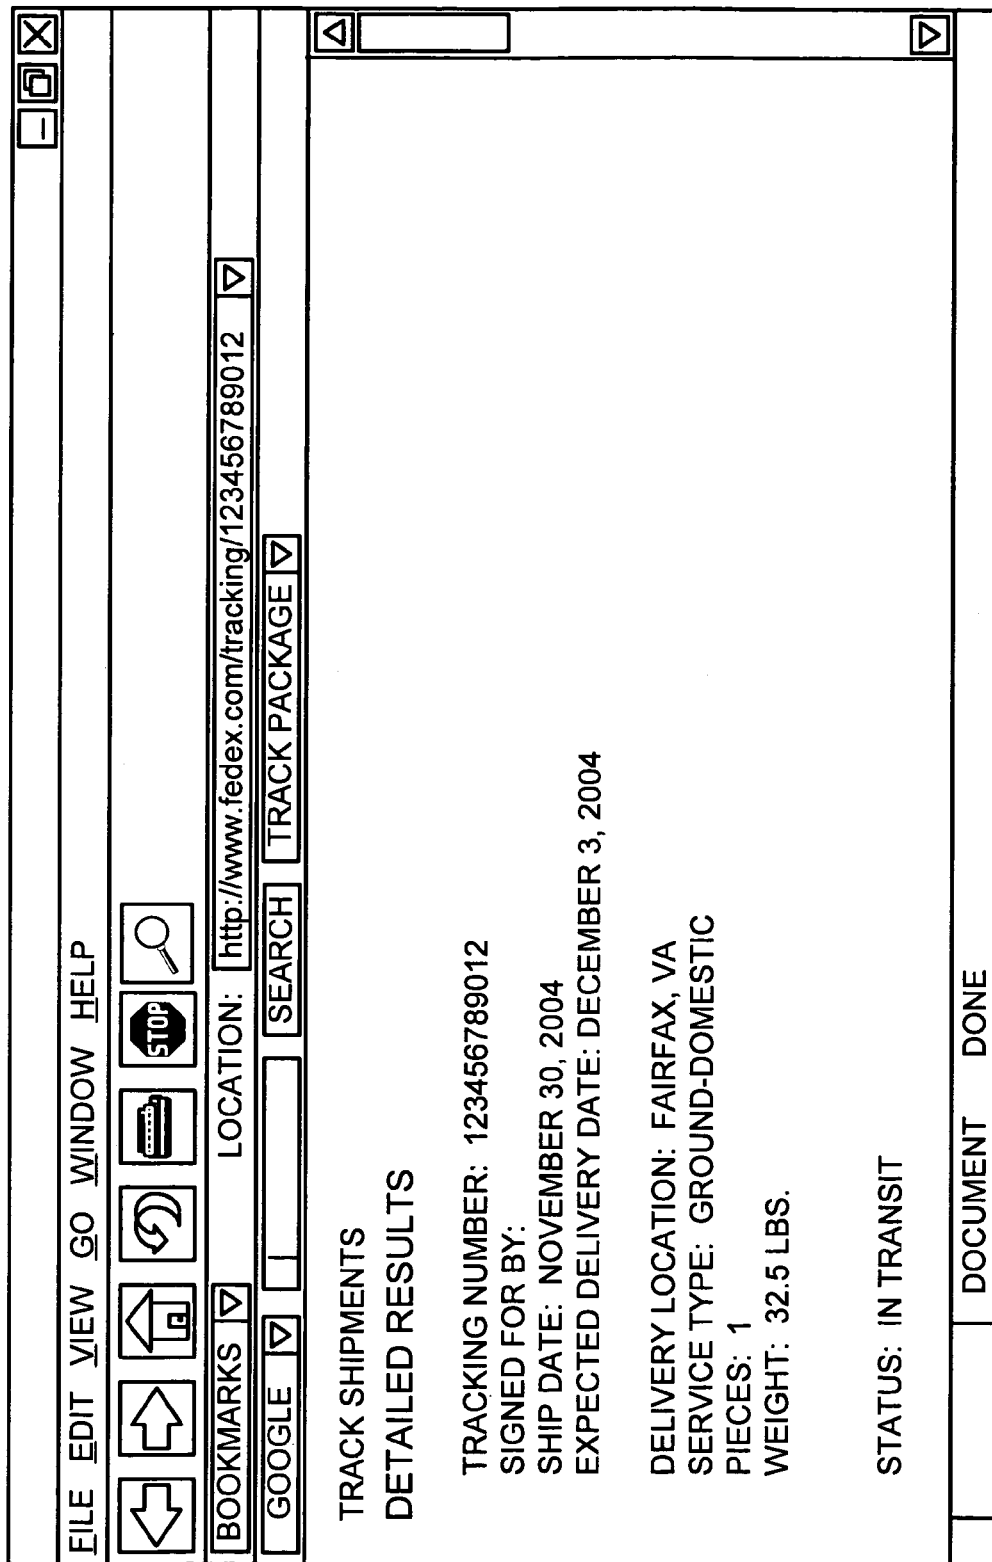 FILE EDIT VIEW GO WINDOW HELP
STOP
BOOKMARKS LOCATION: http://www.fedex.com/tracking/123456789012
GOOGLE SEARCH TRACK PACKAGE
TRACK SHIPMENTS
DETAILED RESULTS
TRACKING NUMBER: 123456789012
SIGNED FOR BY:
SHIP DATE: NOVEMBER 30, 2004
EXPECTED DELIVERY DATE: DECEMBER 3, 2004
DELIVERY LOCATION: FAIRFAX, VA
SERVICE TYPE: GROUND-DOMESTIC
PIECES: 1
WEIGHT: 32.5 LBS.
STATUS: IN TRANSIT
DOCUMENT DONE